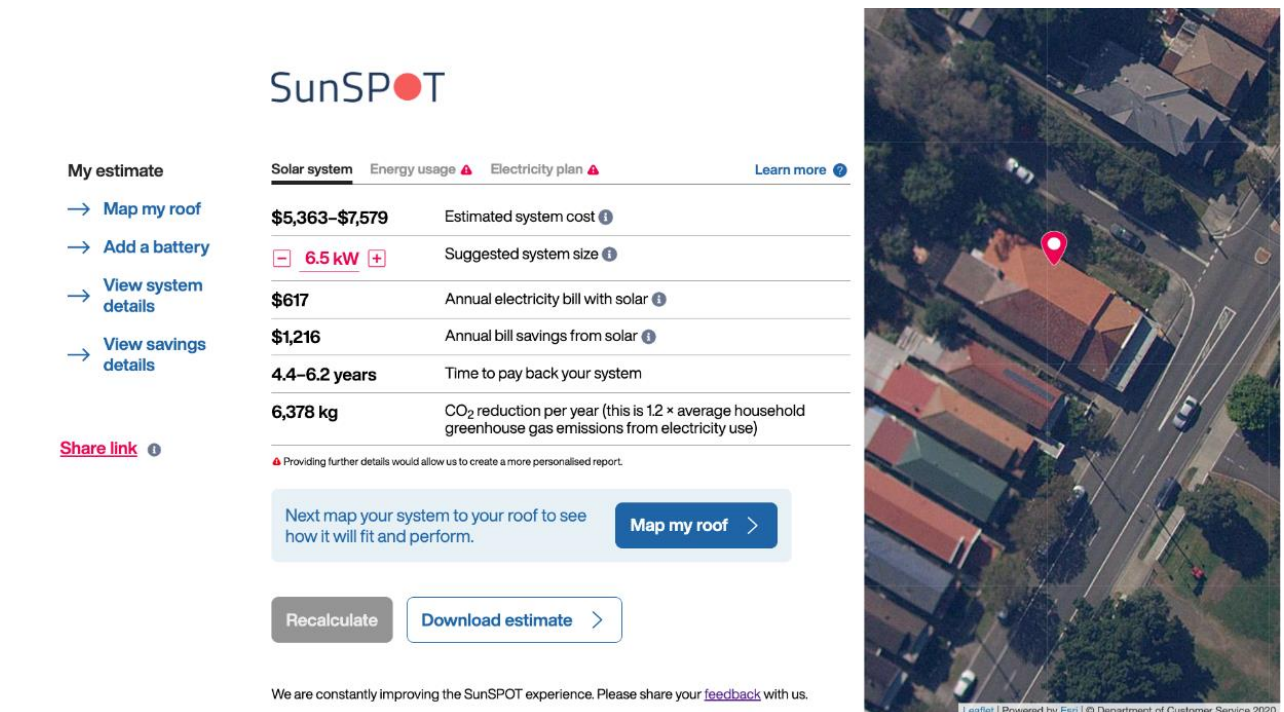 SunSPOT
My estimate
Map my roof
Add a battery
View system
details
View savings
details
Share link
Solar system Energy usage Electricity plan Learn more ?
$5,363–$7,579 Estimated system cost i
− 6.5 kW + Suggested system size i
$617 Annual electricity bill with solar i
$1,216 Annual bill savings from solar i
4.4–6.2 years Time to pay back your system
6,378 kg CO₂ reduction per year (this is 1.2 × average household
greenhouse gas emissions from electricity use)
Providing further details would allow us to create a more personalised report.
Next map your system to your roof to see
how it will fit and perform.
Map my roof
Recalculate Download estimate
We are constantly improving the SunSPOT experience. Please share your feedback with us.
Leaflet | Powered by Esri | © Department of Customer Service 2020